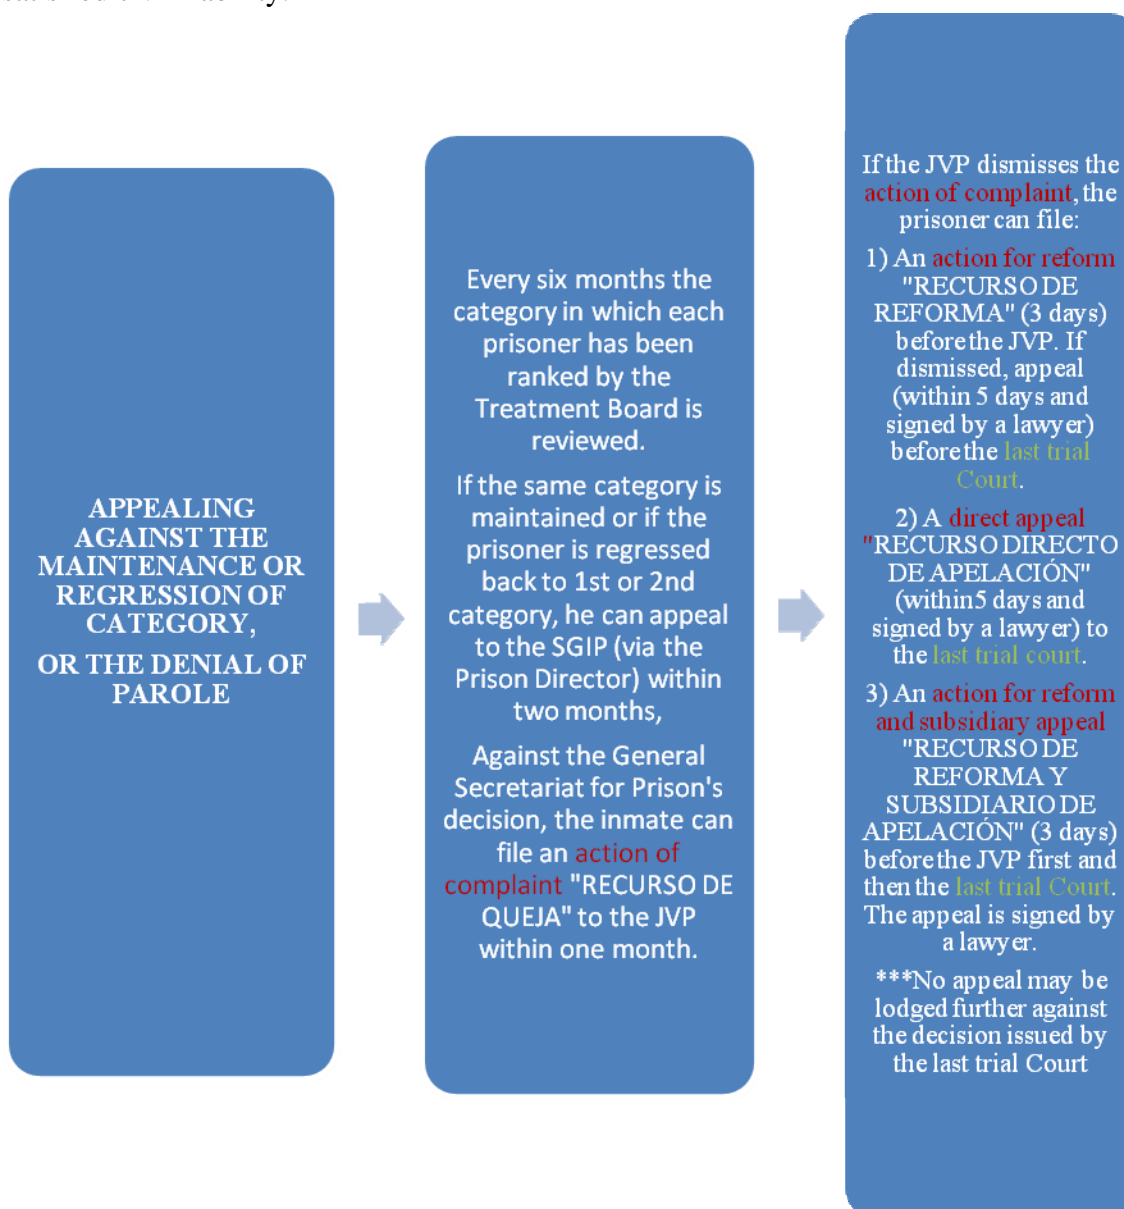 APPEALING
AGAINST THE
MAINTENANCE OR
REGRESSION OF
CATEGORY,
OR THE DENIAL OF
PAROLE
Every six months the
category in which each
prisoner has been
ranked by the
Treatment Board is
reviewed.
If the same category is
maintained or if the
prisoner is regressed
back to 1st or 2nd
category, he can appeal
to the SGIP (via the
Prison Director) within
two months,
Against the General
Secretariat for Prison's
decision, the inmate can
file an action of
complaint "RECURSO DE
QUEJA" to the JVP
within one month.
If the JVP dismisses the
action of complaint, the
prisoner can file:
1) An action for reform
"RECURSO DE
REFORMA" (3 days)
before the JVP. If
dismissed, appeal
(within 5 days and
signed by a lawyer)
before the last trial
Court.
2) A direct appeal
"RECURSO DIRECTO
DE APELACIÓN"
(within5 days and
signed by a lawyer) to
the last trial court.
3) An action for reform
and subsidiary appeal
"RECURSO DE
REFORMA Y
SUBSIDIARIO DE
APELACIÓN" (3 days)
before the JVP first and
then the last trial Court.
The appeal is signed by
a lawyer.
***No appeal may be
lodged further against
the decision issued by
the last trial Court